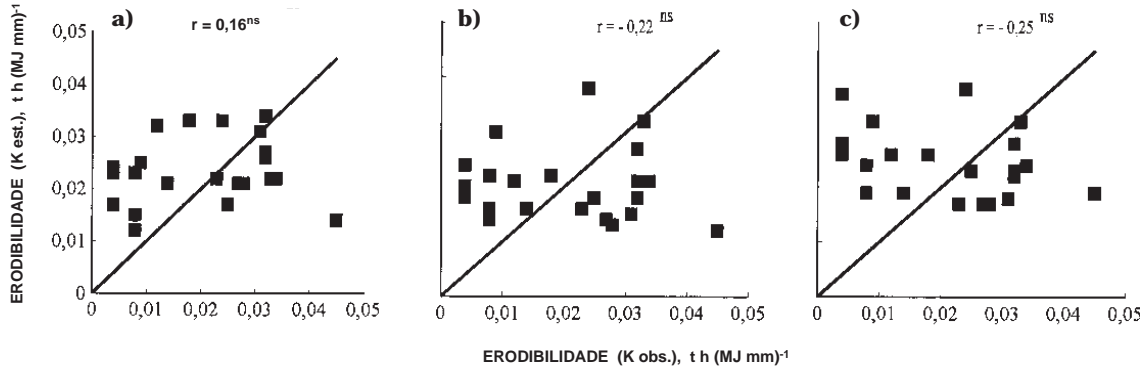 a)
r = 0,16ns
ERODIBILIDADE (K est.), t h (MJ mm)-1
0,05
0,04
0,03
0,02
0,01
0
0 0,01 0,02 0,03 0,04 0,05
b)
r = - 0,22 ns
0 0,01 0,02 0,03 0,04 0,05
c)
r = - 0,25 ns
0 0,01 0,02 0,03 0,04 0,05
ERODIBILIDADE (K obs.), t h (MJ mm)-1